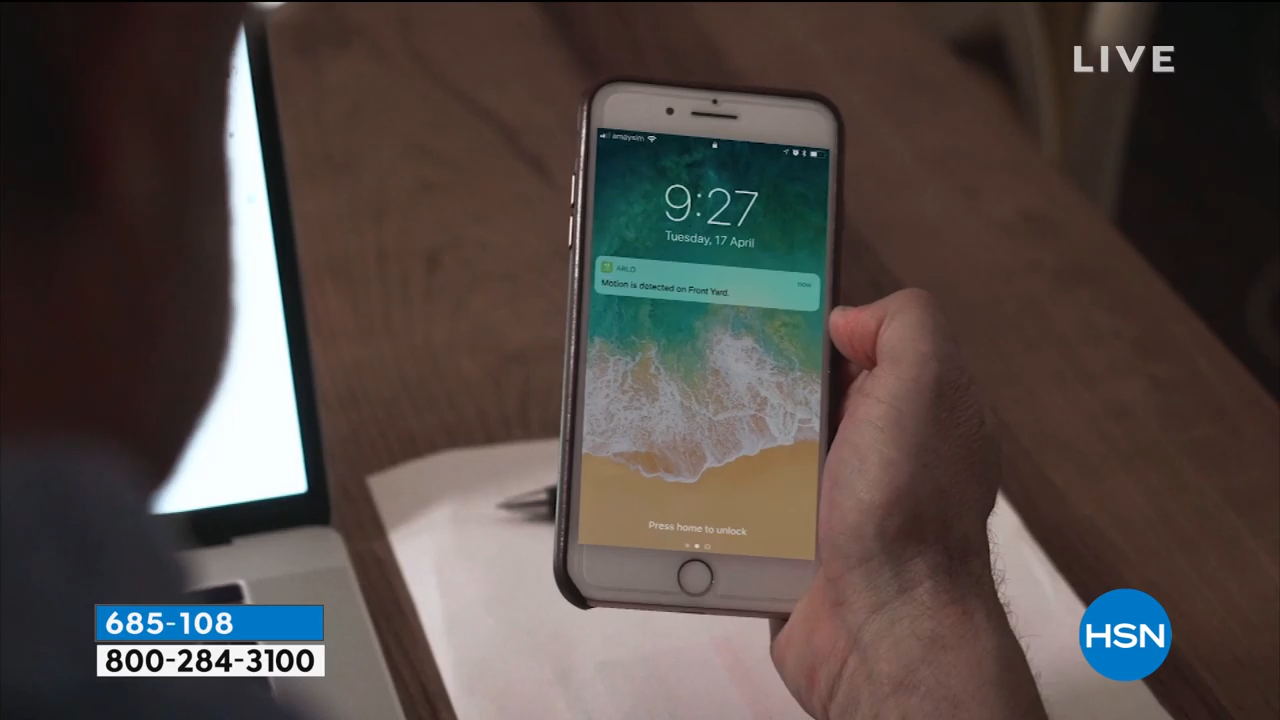 LIVE
amaysim
9:27
Tuesday, 17 April
ARLO
now
Motion is detected on Front Yard.
Press home to unlock
685-108
800-284-3100
HSN